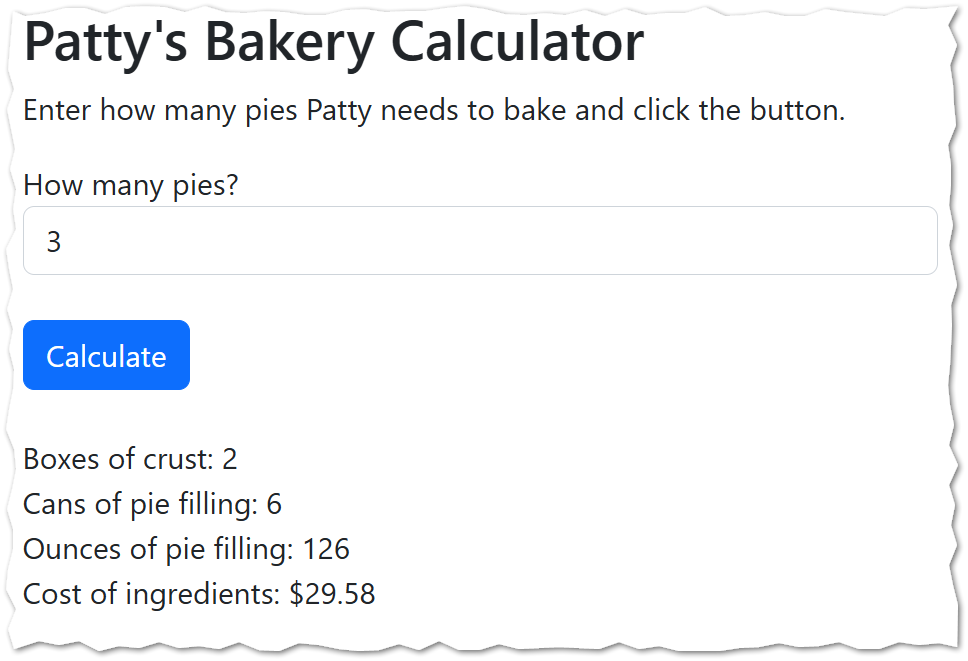 Patty's Bakery Calculator
Enter how many pies Patty needs to bake and click the button.
How many pies?
3
Calculate
Boxes of crust: 2
Cans of pie filling: 6
Ounces of pie filling: 126
Cost of ingredients: $29.58